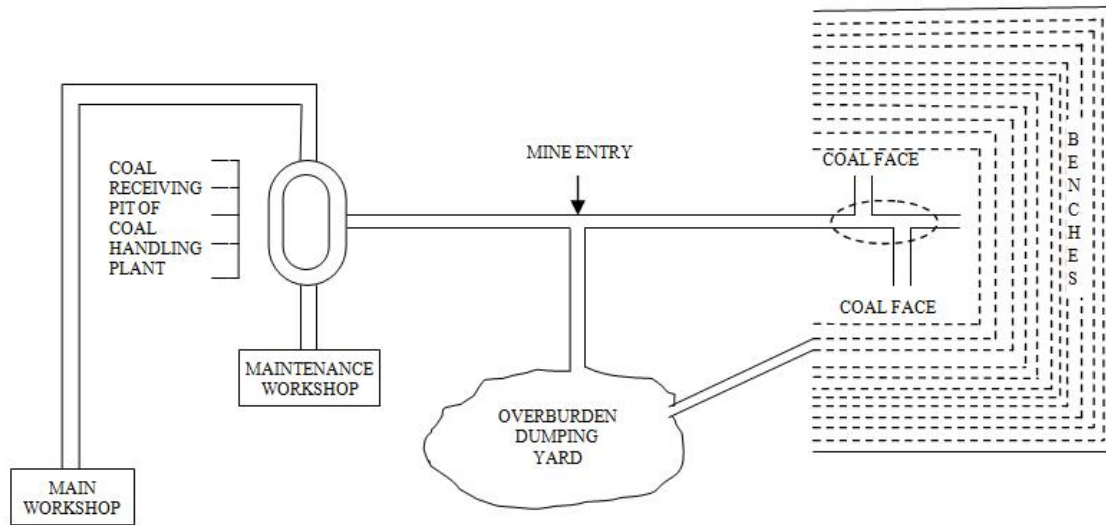 COAL
RECEIVING
PIT OF
COAL
HANDLING
PLANT
MINE ENTRY
COAL FACE
COAL FACE
BENCHES
MAINTENANCE
WORKSHOP
OVERBURDEN
DUMPING
YARD
MAIN
WORKSHOP